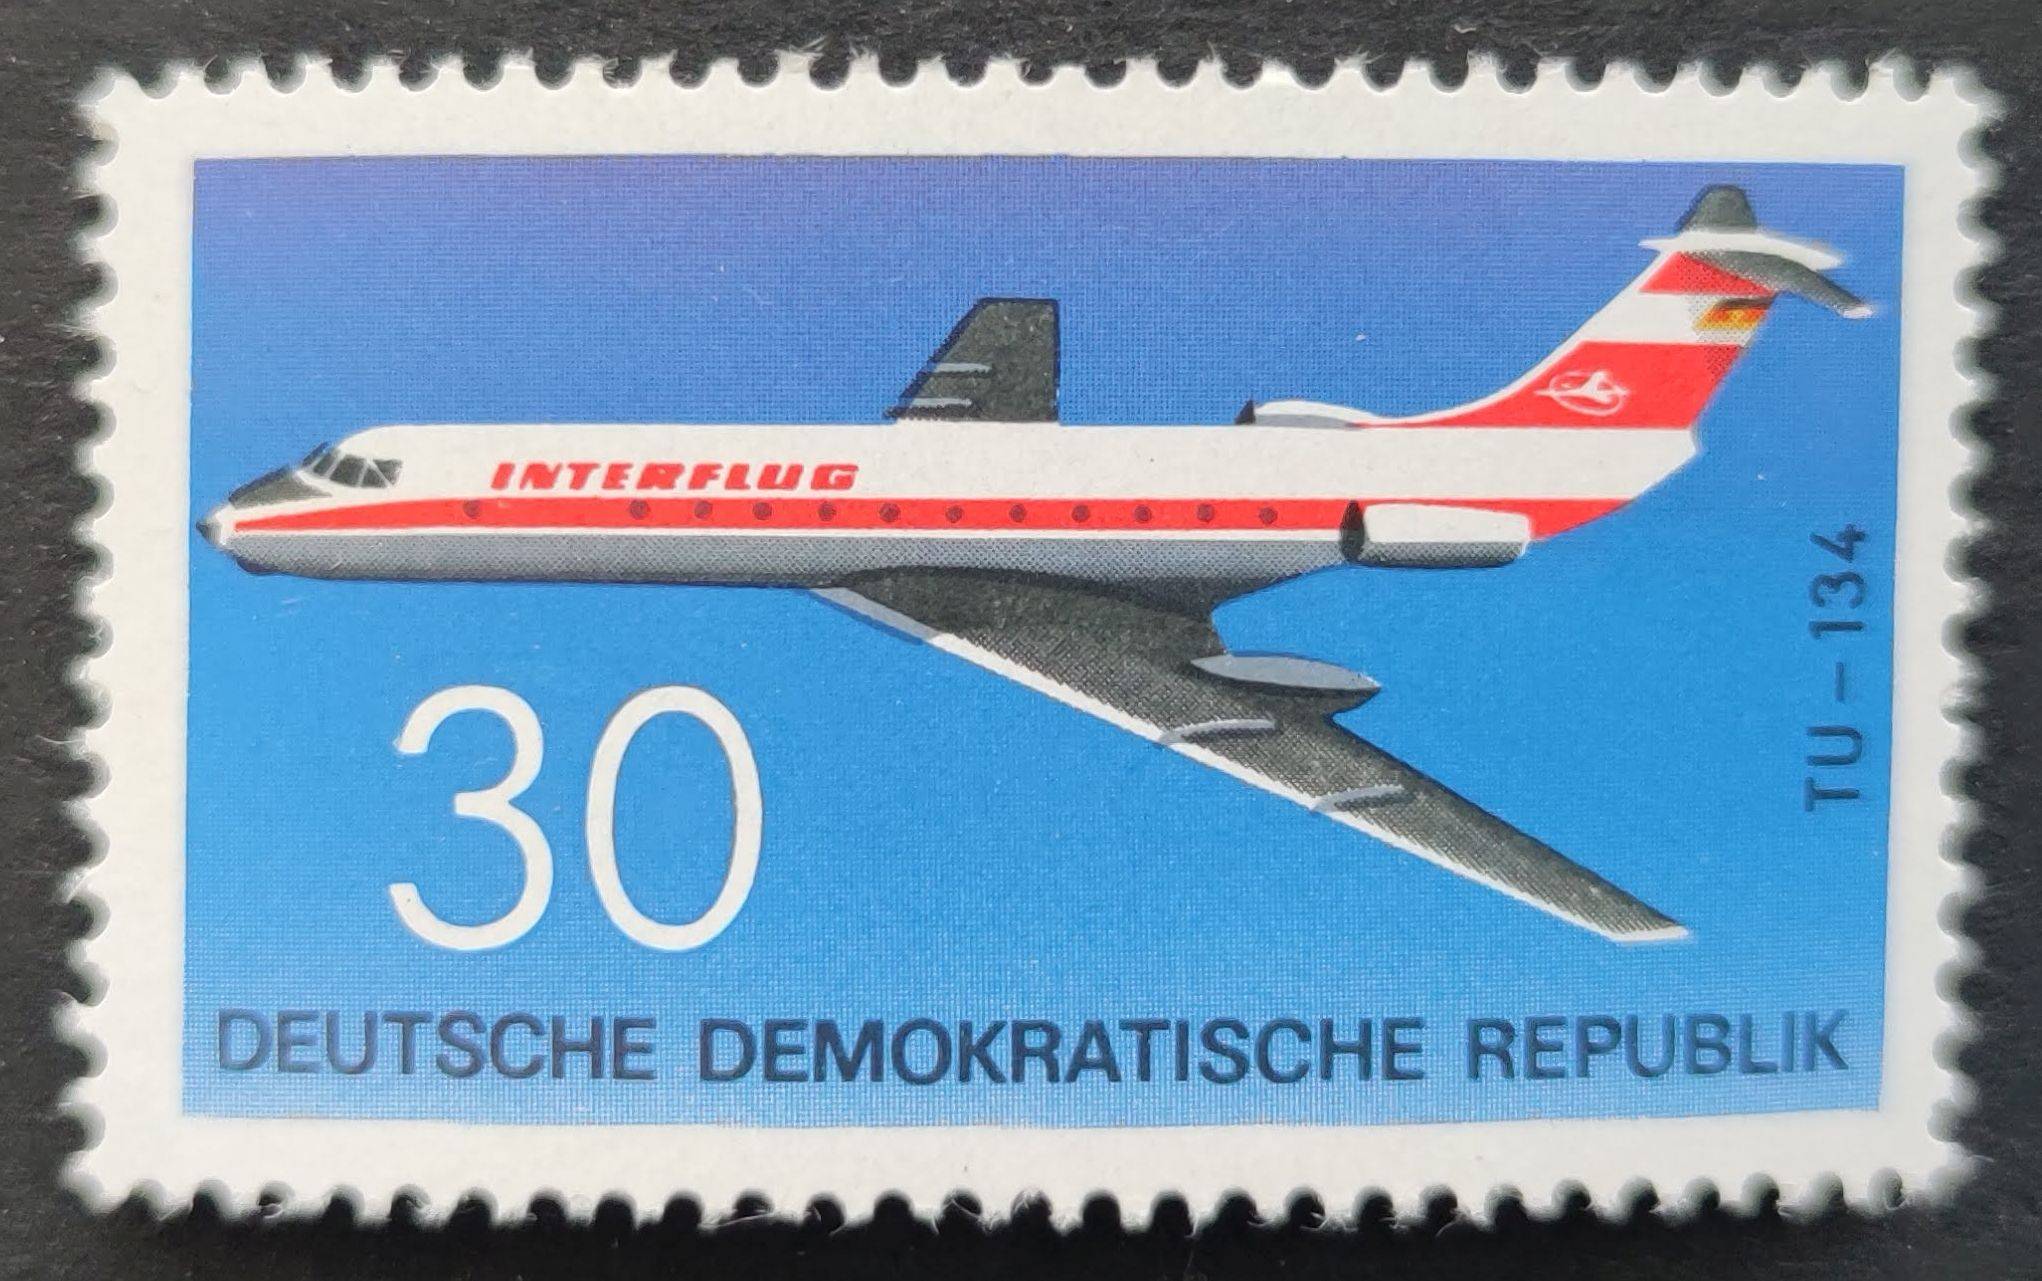 INTERFLUG
TU-134
30
DEUTSCHE DEMOKRATISCHE REPUBLIK